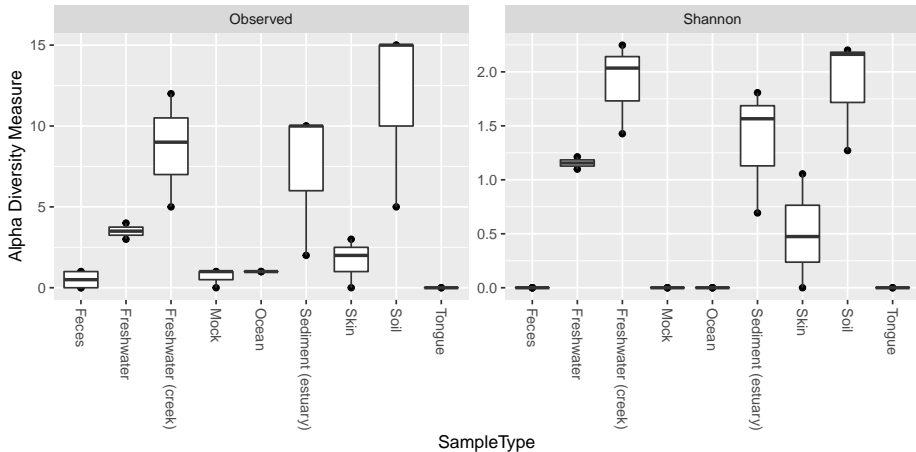 Observed
Shannon
Alpha Diversity Measure
15
10
5
0
2.0
1.5
1.0
0.5
0.0
Feces
Freshwater
Freshwater (creek)
Mock
Ocean
Sediment (estuary)
Skin
Soil
Tongue
Feces
Freshwater
Freshwater (creek)
Mock
Ocean
Sediment (estuary)
Skin
Soil
Tongue
SampleType